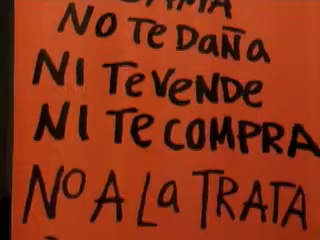 NO TE DAÑA
NI TE VENDE
NI TE COMPRA
NO A LA TRATA